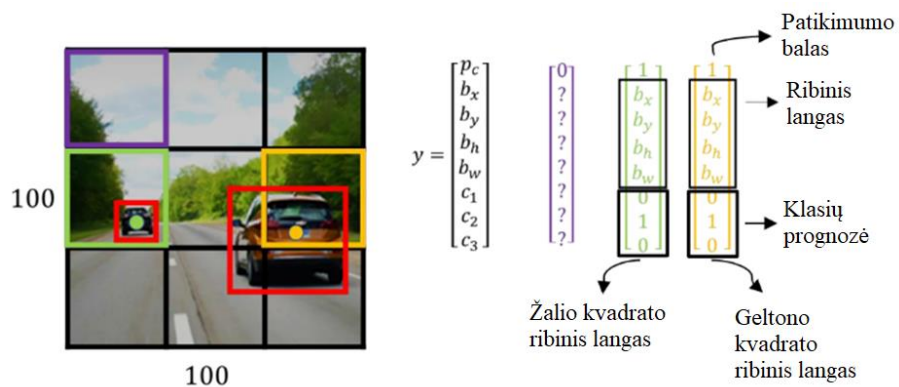 100
100
y =
p_c
b_x
b_y
b_h
b_w
c_1
c_2
c_3
0
?
?
?
?
?
?
?
1
b_x
b_y
b_h
b_w
0
1
0
1
b_x
b_y
b_h
b_w
0
1
0
Patikimumo
balas
Ribinis
langas
Klasių
prognozė
Žalio kvadrato
ribinis langas
Geltono
kvadrato
ribinis langas